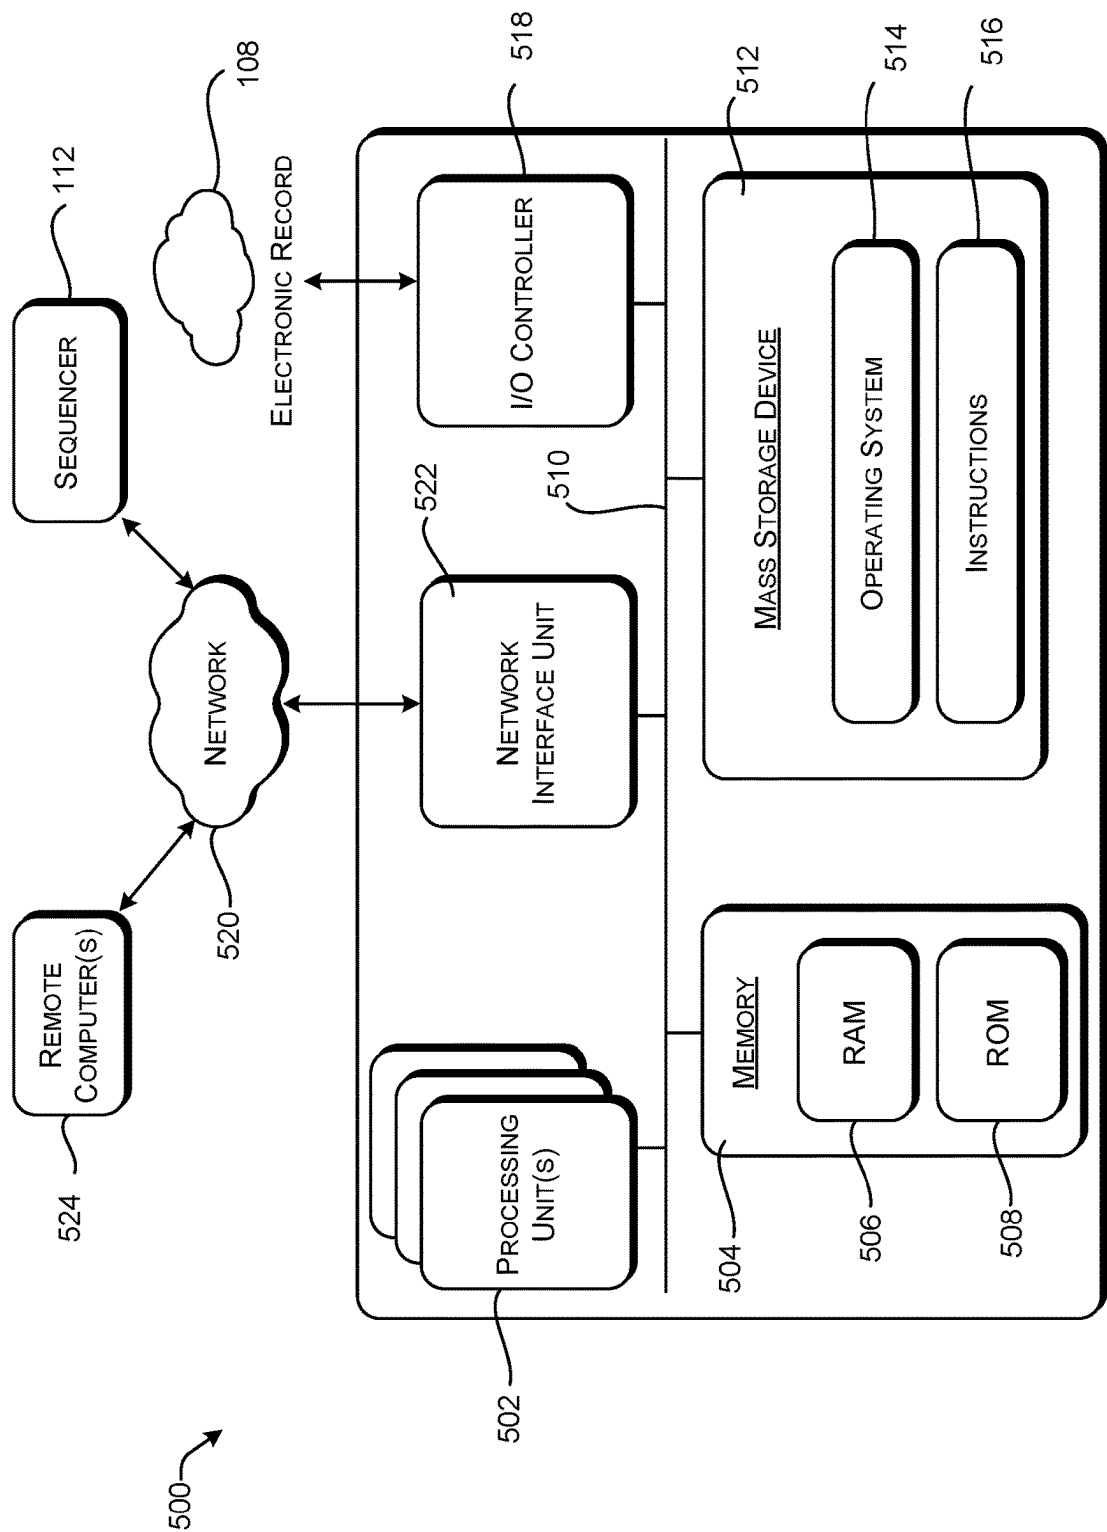 500
524
REMOTE
COMPUTER(S)
520
NETWORK
SEQUENCER
112
108
ELECTRONIC RECORD
502
PROCESSING
UNIT(S)
NETWORK
INTERFACE UNIT
522
I/O CONTROLLER
518
510
504
MEMORY
506
RAM
508
ROM
MASS STORAGE DEVICE
512
OPERATING SYSTEM
514
INSTRUCTIONS
516